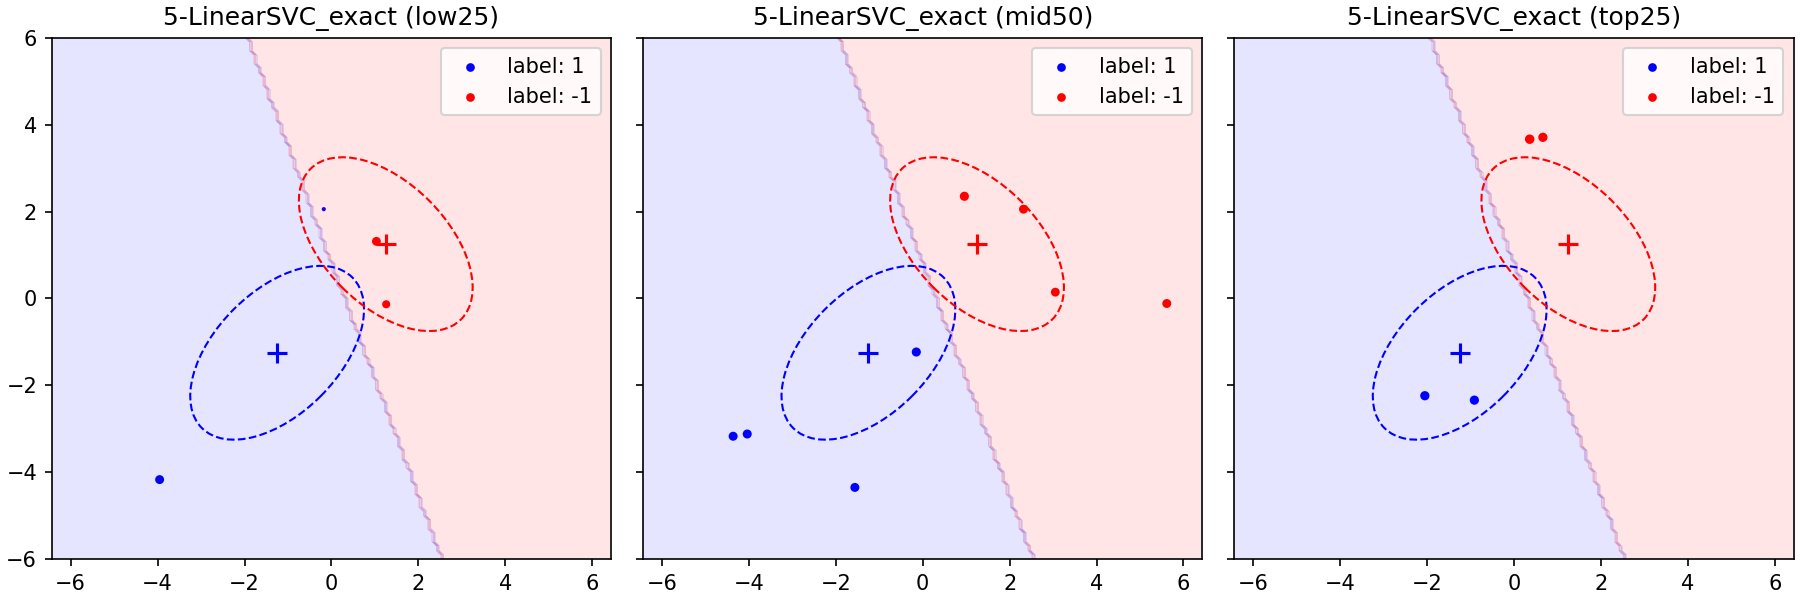 5-LinearSVC_exact (low25)
5-LinearSVC_exact (mid50)
5-LinearSVC_exact (top25)
label: 1
label: -1
label: 1
label: -1
label: 1
label: -1
6
4
2
0
−2
−4
−6
−6 −4 −2 0 2 4 6
−6 −4 −2 0 2 4 6
−6 −4 −2 0 2 4 6